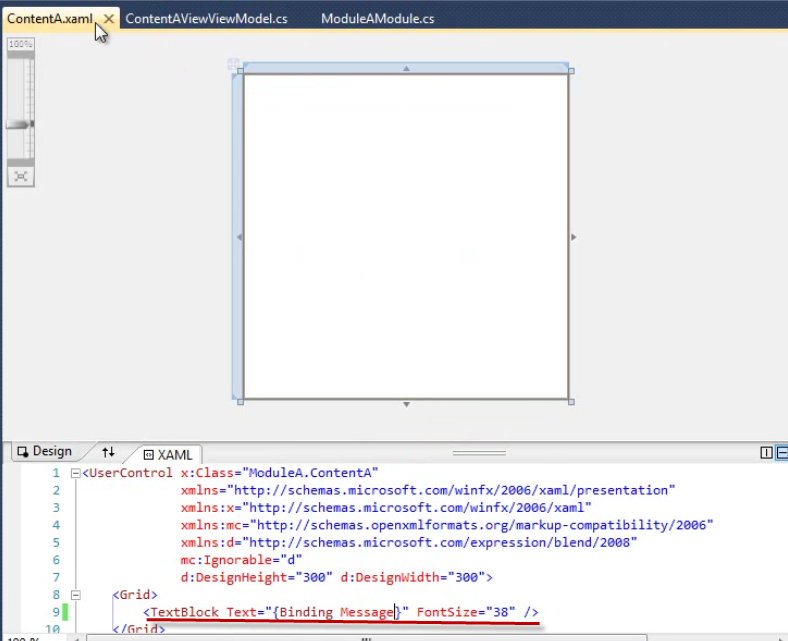 ContentA.xaml ContentAViewViewModel.cs ModuleAModule.cs
100%
Design XAML
1 <UserControl x:Class="ModuleA.ContentA"
2 xmlns="http://schemas.microsoft.com/winfx/2006/xaml/presentation"
3 xmlns:x="http://schemas.microsoft.com/winfx/2006/xaml"
4 xmlns:mc="http://schemas.openxmlformats.org/markup-compatibility/2006"
5 xmlns:d="http://schemas.microsoft.com/expression/blend/2008"
6 mc:Ignorable="d"
7 d:DesignHeight="300" d:DesignWidth="300">
8 <Grid>
9 <TextBlock Text="{Binding Message}" FontSize="38" />
10 </Grid>
100 %